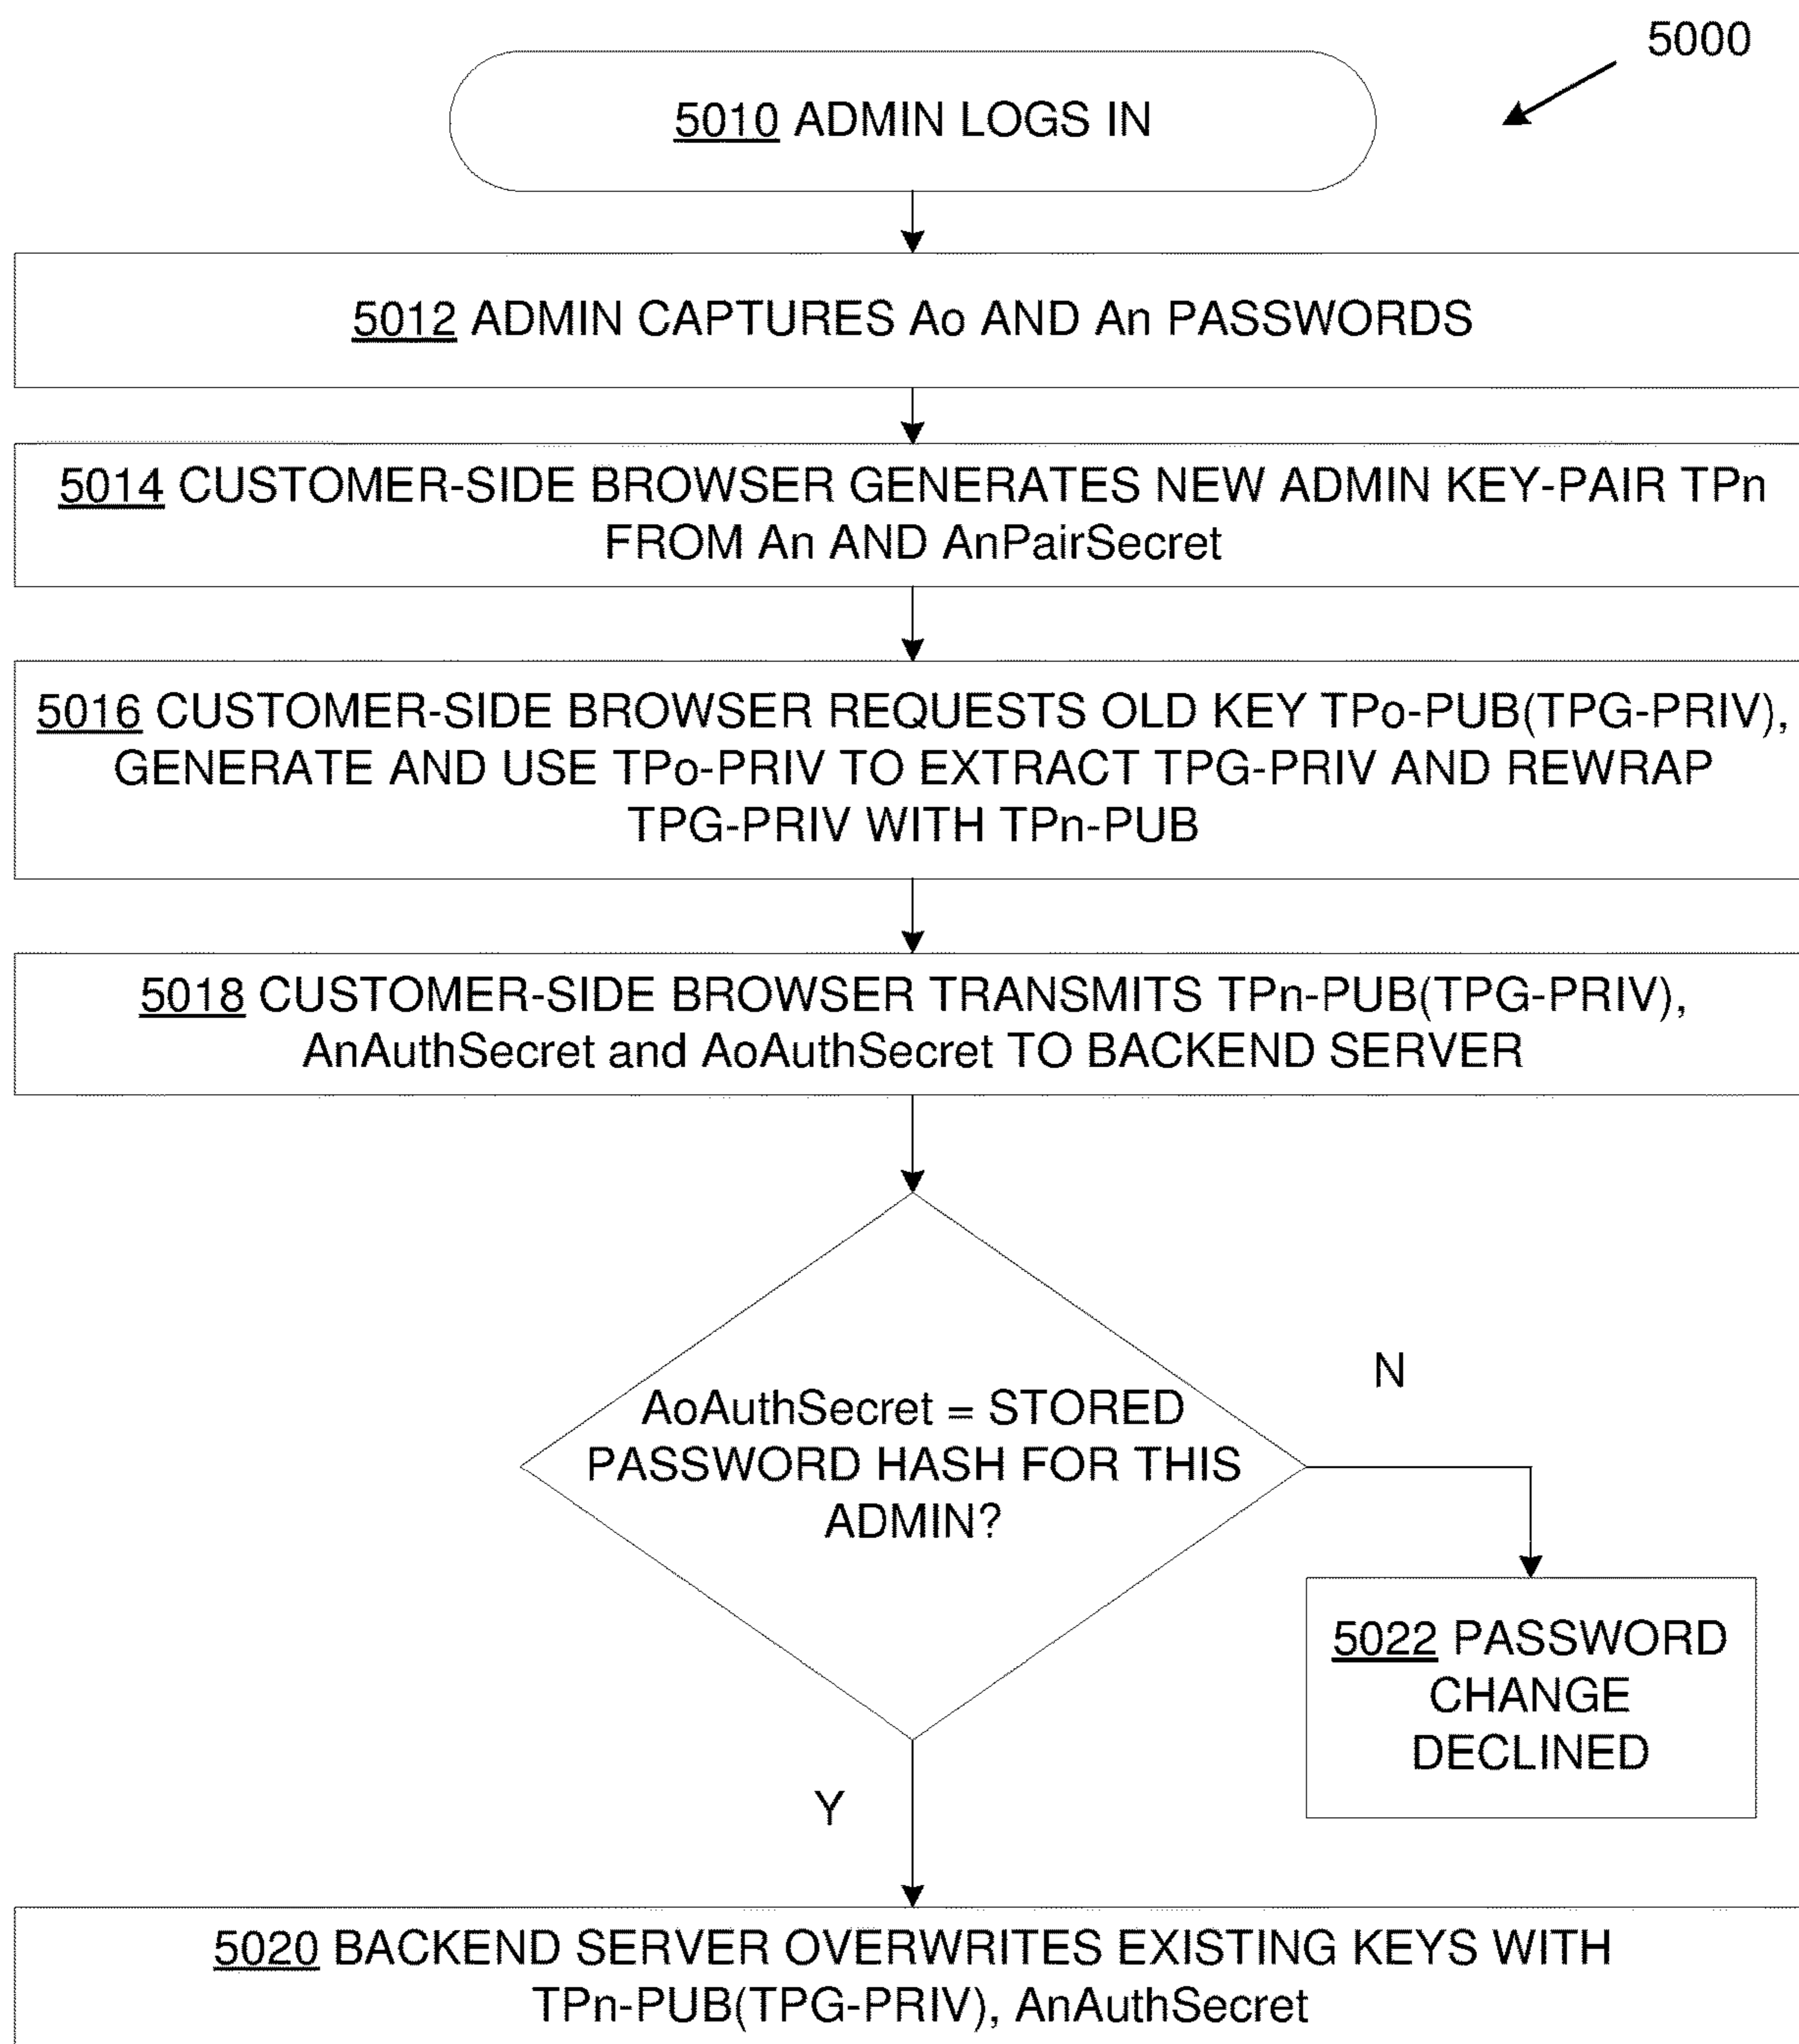 5000
5010 ADMIN LOGS IN
5012 ADMIN CAPTURES Ao AND An PASSWORDS
5014 CUSTOMER-SIDE BROWSER GENERATES NEW ADMIN KEY-PAIR TPn
FROM An AND AnPairSecret
5016 CUSTOMER-SIDE BROWSER REQUESTS OLD KEY TPo-PUB(TPG-PRIV),
GENERATE AND USE TPo-PRIV TO EXTRACT TPG-PRIV AND REWRAP
TPG-PRIV WITH TPn-PUB
5018 CUSTOMER-SIDE BROWSER TRANSMITS TPn-PUB(TPG-PRIV),
AnAuthSecret and AoAuthSecret TO BACKEND SERVER
AoAuthSecret = STORED
PASSWORD HASH FOR THIS
ADMIN?
N
5022 PASSWORD
CHANGE
DECLINED
Y
5020 BACKEND SERVER OVERWRITES EXISTING KEYS WITH
TPn-PUB(TPG-PRIV), AnAuthSecret